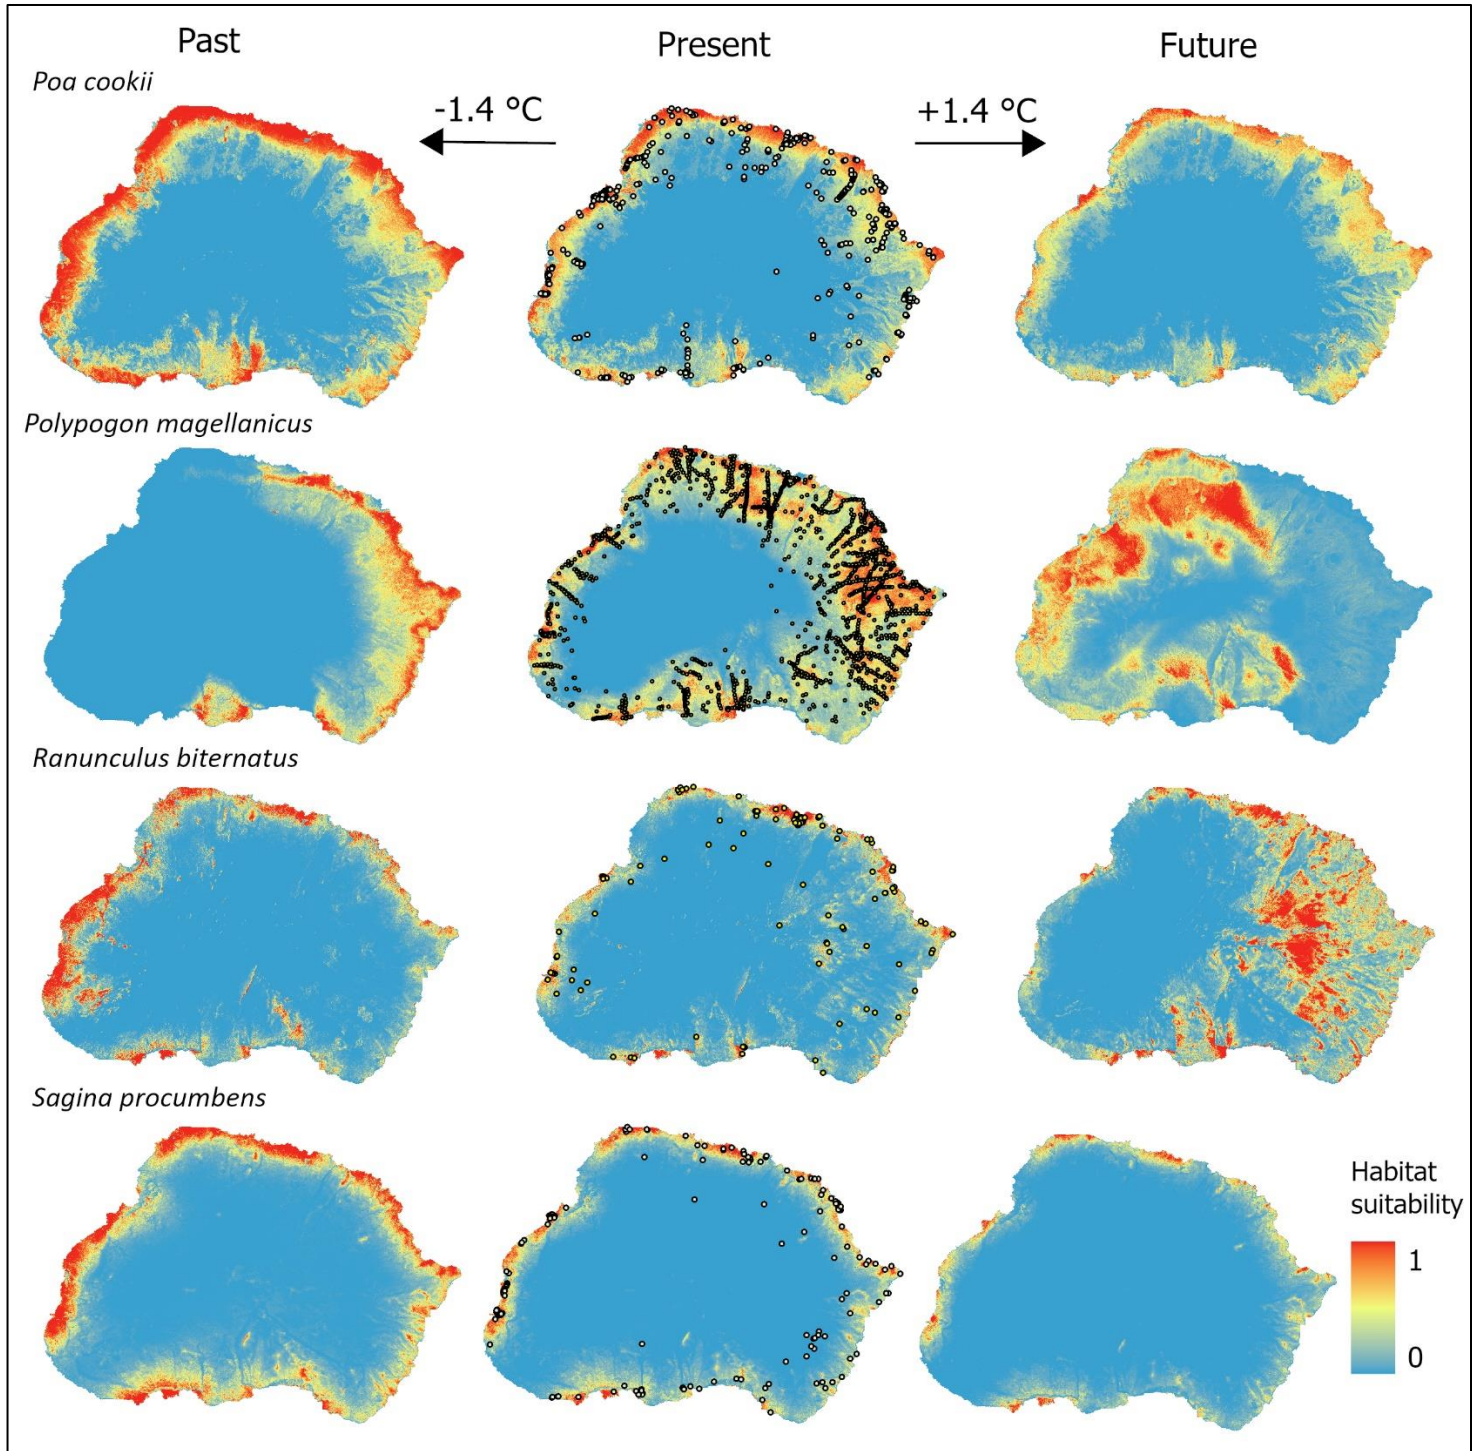 Past
Present
Future
Poa cookii
-1.4 °C
+1.4 °C
Polypogon magellanicus
Ranunculus biternatus
Sagina procumbens
Habitat
suitability
1
0